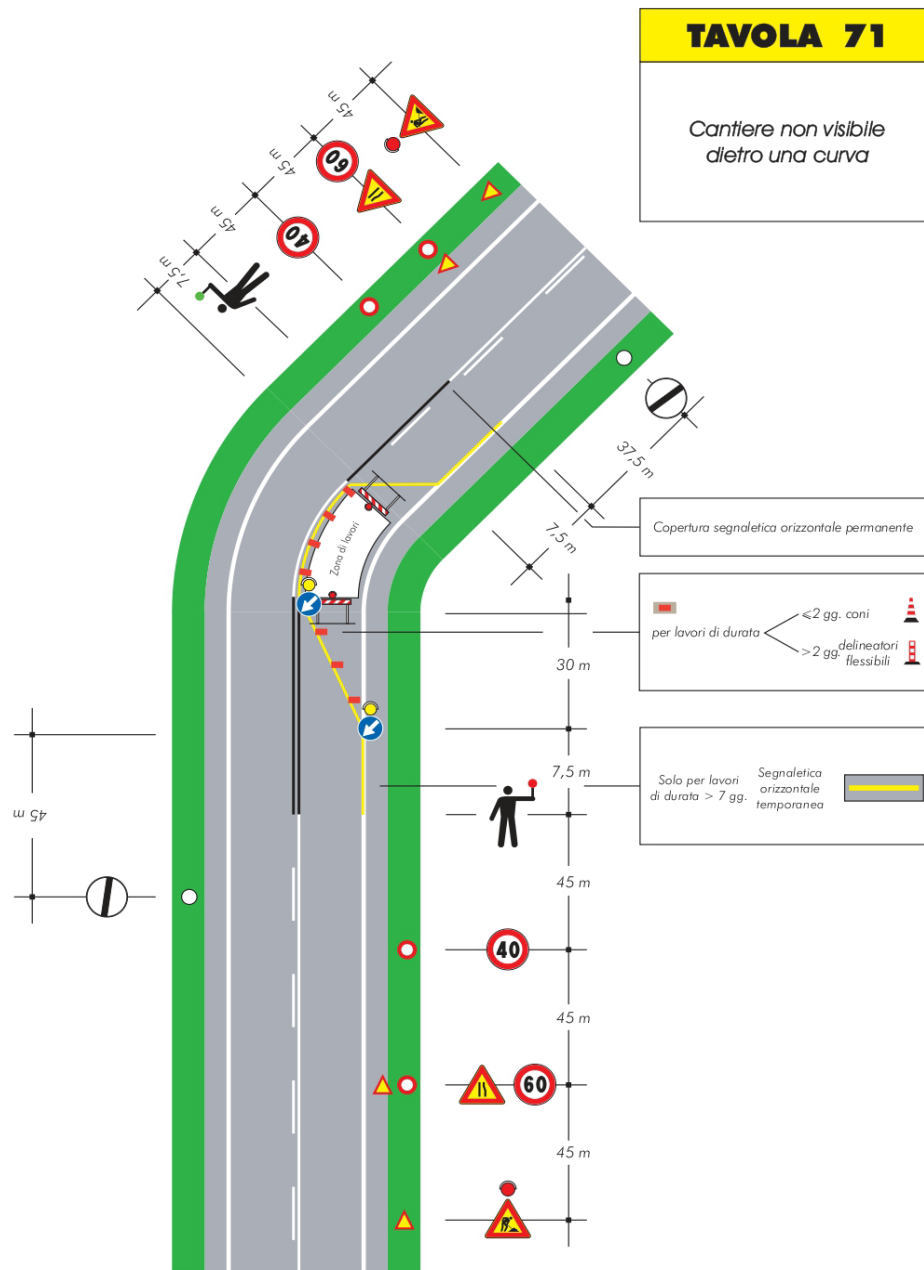 TAVOLA 71
Cantiere non visibile
dietro una curva
45 m
45 m
45 m
7,5 m
60
40
Zona di lavori
37,5 m
7,5 m
Copertura segnaletica orizzontale permanente
per lavori di durata
⩽2 gg. coni
>2 gg. delineatori
flessibili
30 m
7,5 m
Solo per lavori
di durata > 7 gg.
Segnaletica
orizzontale
temporanea
45 m
45 m
40
45 m
60
45 m